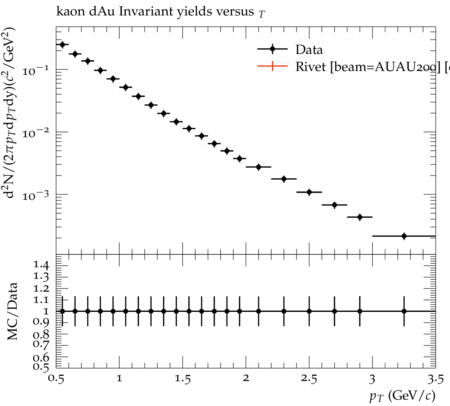 kaon dAu Invariant yields versus T
d²N/(2πp_T dp_T dy)(c²/GeV²)
Data
Rivet [beam=AUAU200] [
10⁻¹
10⁻²
10⁻³
MC/Data
1.4
1.3
1.2
1.1
1
0.9
0.8
0.7
0.6
0.5
0.5 1 1.5 2 2.5 3 3.5
p_T (GeV/c)